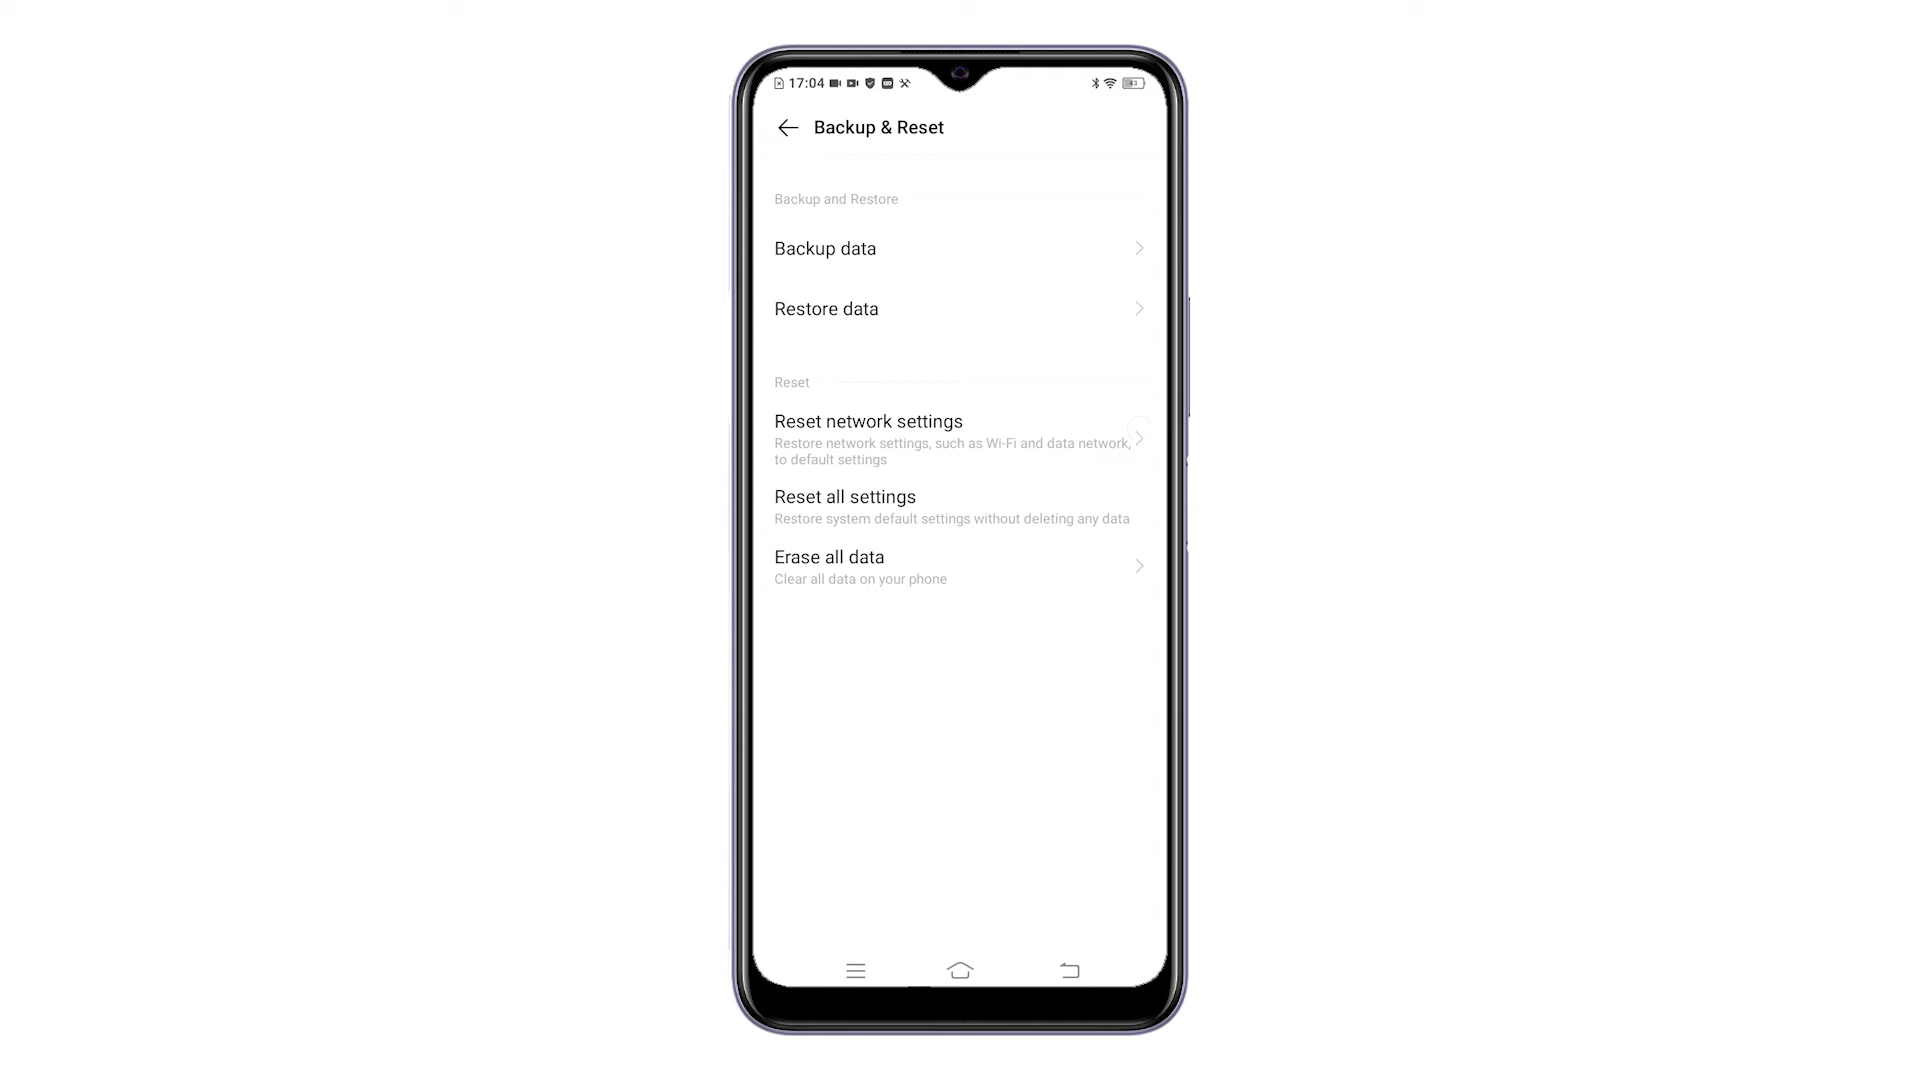 17:04
43
Backup & Reset
Backup and Restore
Backup data
Restore data
Reset
Reset network settings
Restore network settings, such as Wi-Fi and data network,
to default settings
Reset all settings
Restore system default settings without deleting any data
Erase all data
Clear all data on your phone